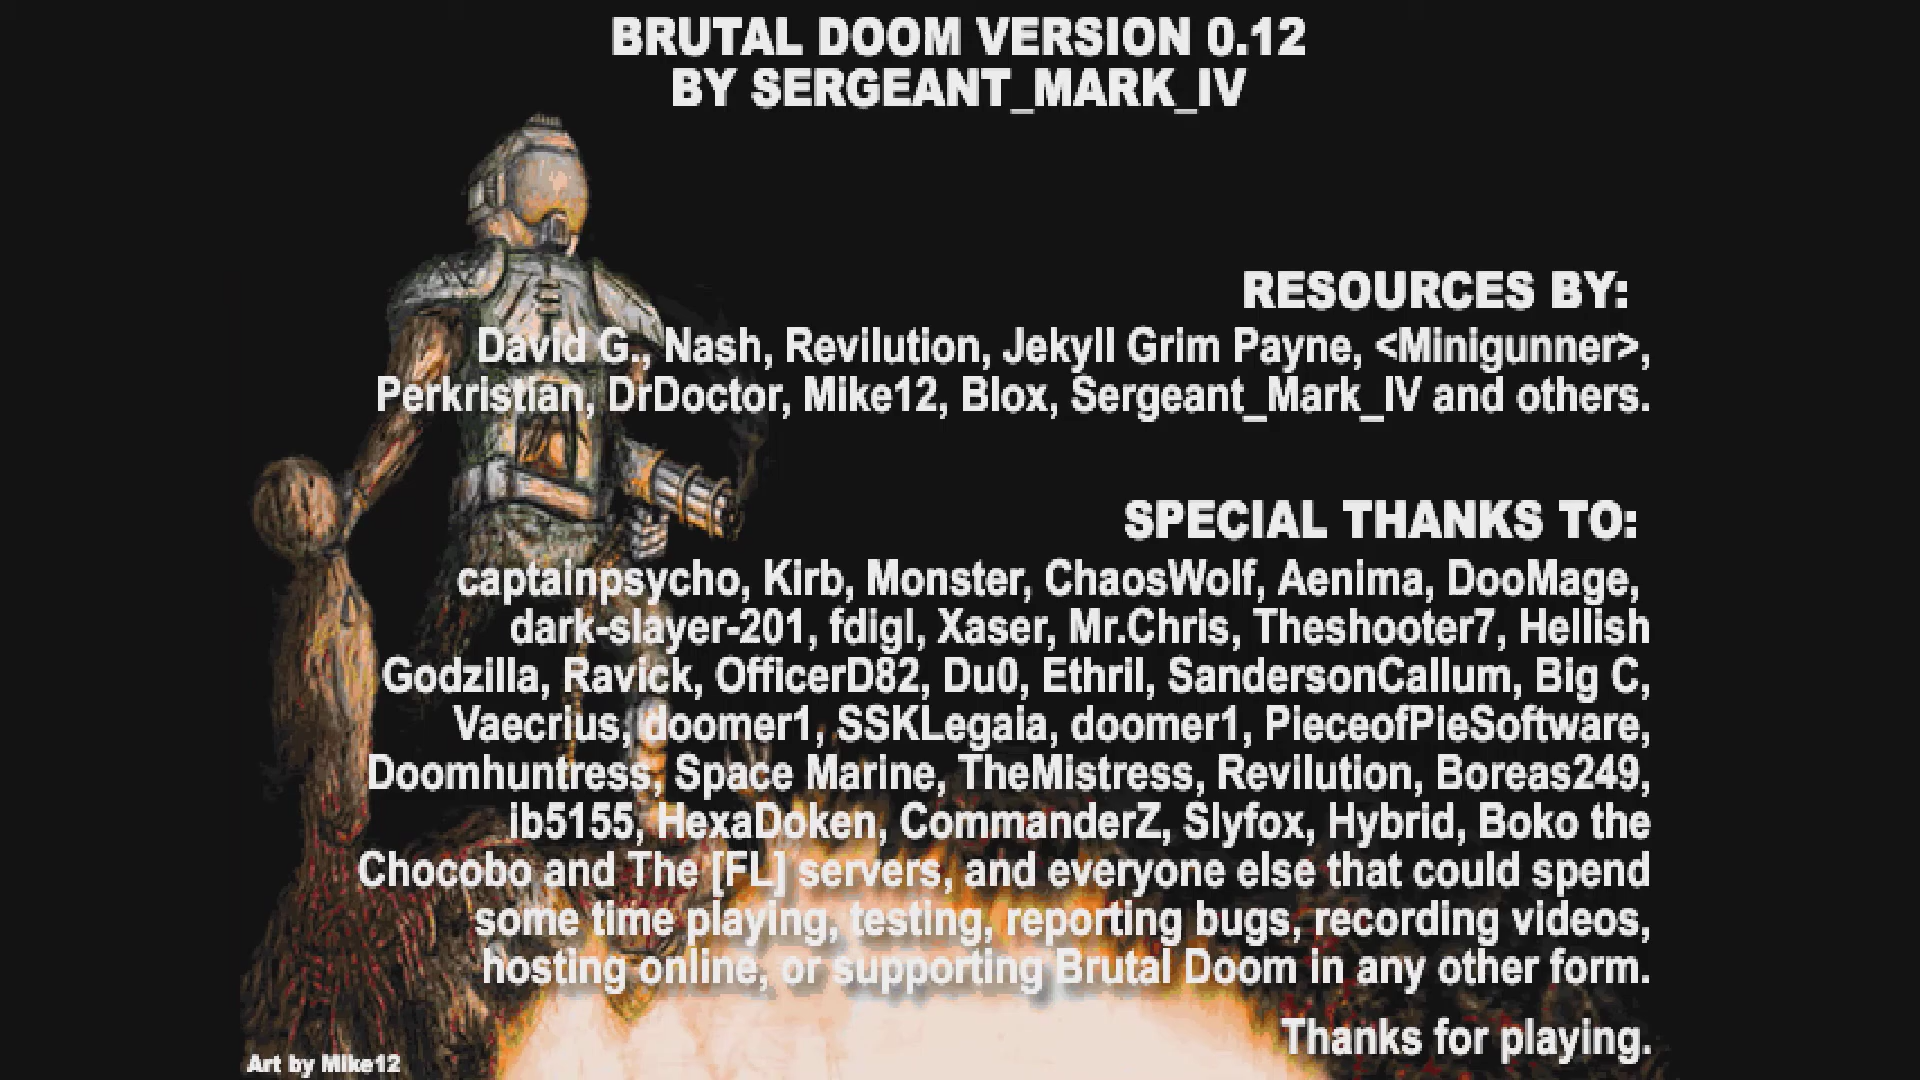 BRUTAL DOOM VERSION 0.12
BY SERGEANT_MARK_IV
RESOURCES BY:
David G., Nash, Revilution, Jekyll Grim Payne, <Minigunner>,
Perkristian, DrDoctor, Mike12, Blox, Sergeant_Mark_IV and others.
SPECIAL THANKS TO:
captainpsycho, Kirb, Monster, ChaosWolf, Aenima, DooMage,
dark-slayer-201, fdigl, Xaser, Mr.Chris, Theshooter7, Hellish
Godzilla, Ravick, OfficerD82, Du0, Ethril, SandersonCallum, Big C,
Vaecrius, doomer1, SSKLegaia, doomer1, PieceofPieSoftware,
Doomhuntress, Space Marine, TheMistress, Revilution, Boreas249,
ib5155, HexaDoken, CommanderZ, Slyfox, Hybrid, Boko the
Chocobo and The [FL] servers, and everyone else that could spend
some time playing, testing, reporting bugs, recording videos,
hosting online, or supporting Brutal Doom in any other form.
Thanks for playing.
Art by Mike12